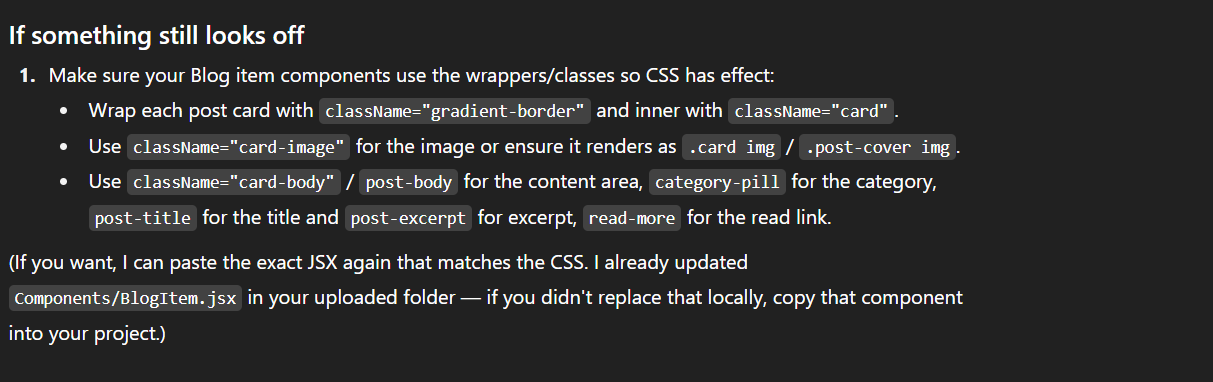 If something still looks off
1. Make sure your Blog item components use the wrappers/classes so CSS has effect:
• Wrap each post card with className="gradient-border" and inner with className="card".
• Use className="card-image" for the image or ensure it renders as .card img / .post-cover img.
• Use className="card-body" / post-body for the content area, category-pill for the category,
post-title for the title and post-excerpt for excerpt, read-more for the read link.
(If you want, I can paste the exact JSX again that matches the CSS. I already updated
Components/BlogItem.jsx in your uploaded folder — if you didn't replace that locally, copy that component
into your project.)